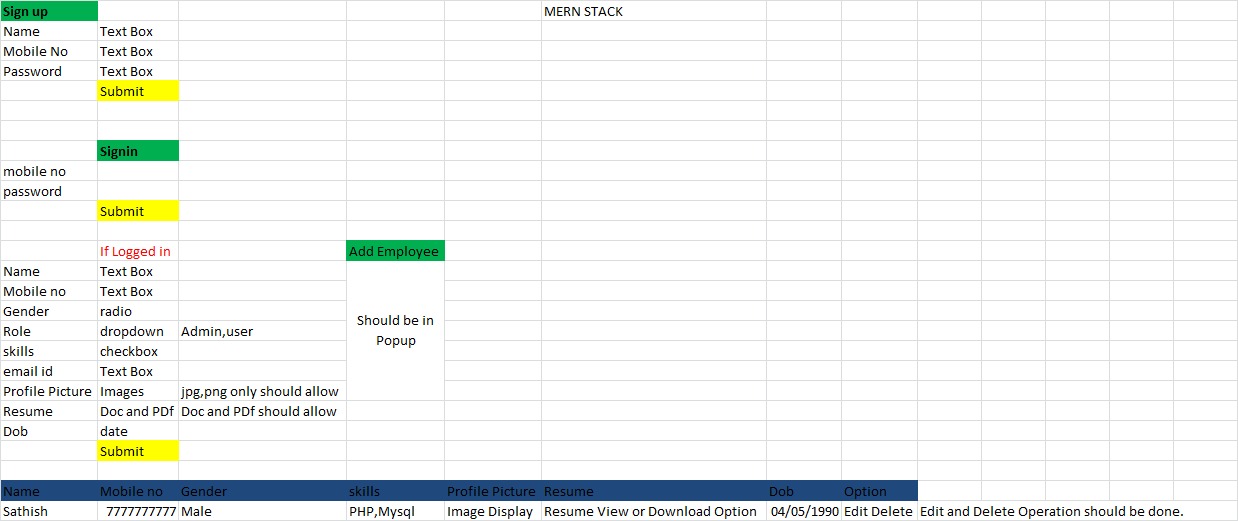 Sign up MERN STACK
Name Text Box
Mobile No Text Box
Password Text Box
Submit
Signin
mobile no
password
Submit
If Logged in Add Employee
Name Text Box
Mobile no Text Box
Gender radio
Should be in
Popup
Role dropdown Admin,user
skills checkbox
email id Text Box
Profile Picture Images jpg,png only should allow
Resume Doc and PDf Doc and PDf should allow
Dob date
Submit
Name Mobile no Gender skills Profile Picture Resume Dob Option
Sathish 7777777777 Male PHP,Mysql Image Display Resume View or Download Option 04/05/1990 Edit Delete Edit and Delete Operation should be done.